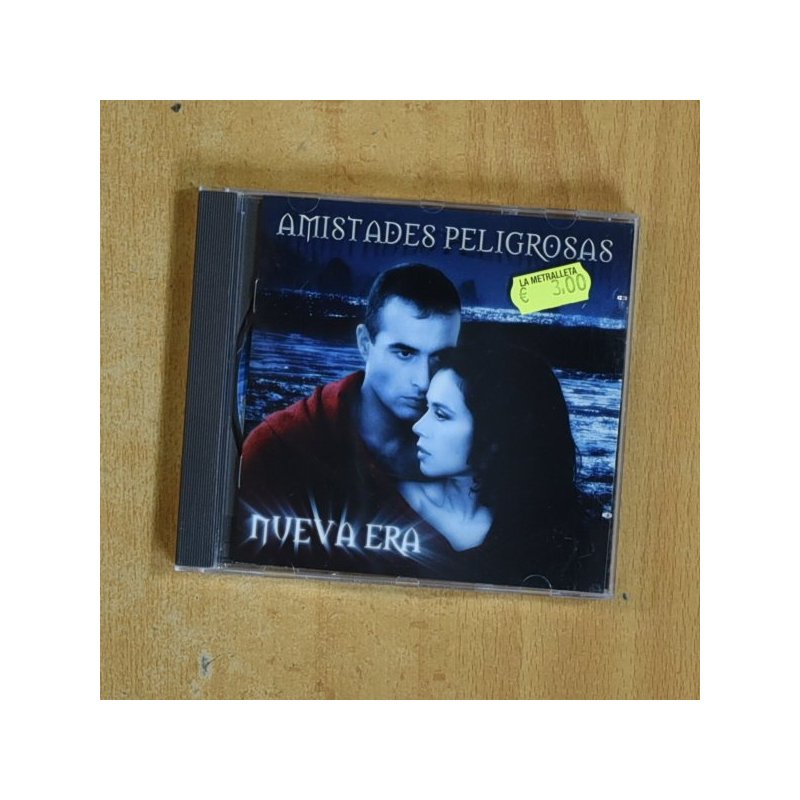 AMISTADES PELIGROSAS
LA METRALLETA
€ 3,00
NUEVA ERA